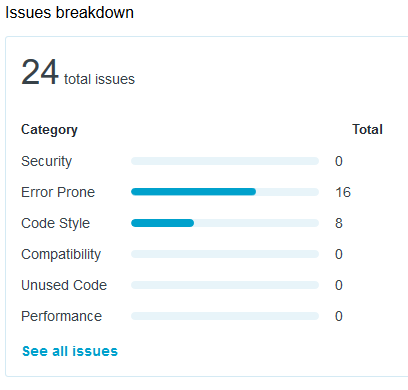 Issues breakdown
24 total issues
Category Total
Security 0
Error Prone 16
Code Style 8
Compatibility 0
Unused Code 0
Performance 0
See all issues